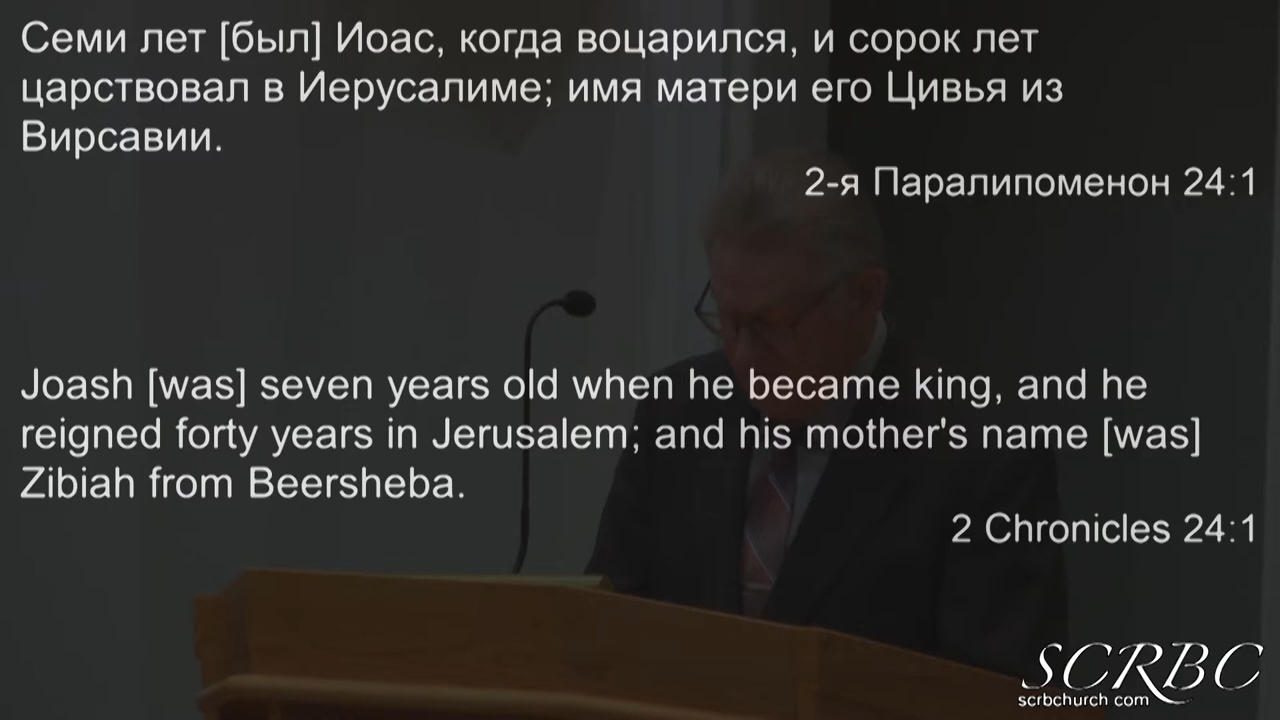 Семи лет [был] Иоас, когда воцарился, и сорок лет
царствовал в Иерусалиме; имя матери его Цивья из
Вирсавии.
2-я Паралипоменон 24:1
Joash [was] seven years old when he became king, and he
reigned forty years in Jerusalem; and his mother's name [was]
Zibiah from Beersheba.
2 Chronicles 24:1
SCRBC
scrbchurch com